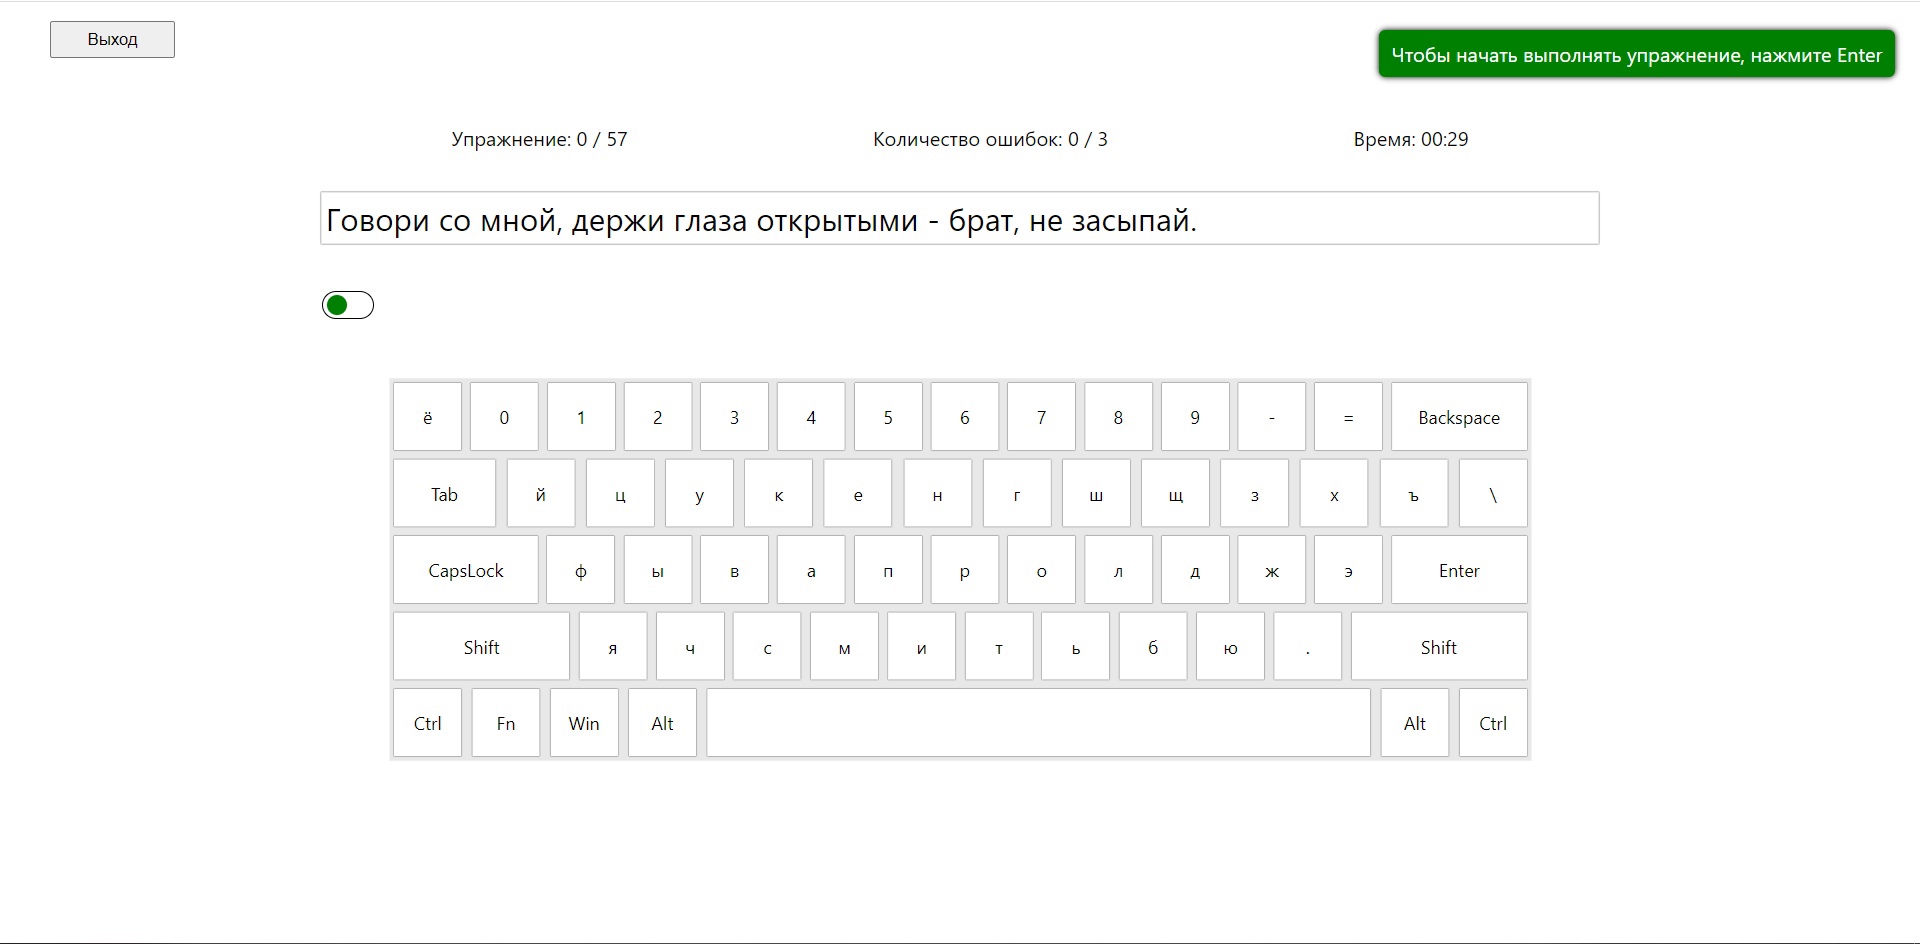 Выход
Чтобы начать выполнять упражнение, нажмите Enter
Упражнение: 0 / 57
Количество ошибок: 0 / 3
Время: 00:29
Говори со мной, держи глаза открытыми - брат, не засыпай.
ё 0 1 2 3 4 5 6 7 8 9 - = Backspace
Tab й ц у к е н г ш щ з х ъ \
CapsLock ф ы в а п р о л д ж э Enter
Shift я ч с м и т ь б ю . Shift
Ctrl Fn Win Alt Alt Ctrl